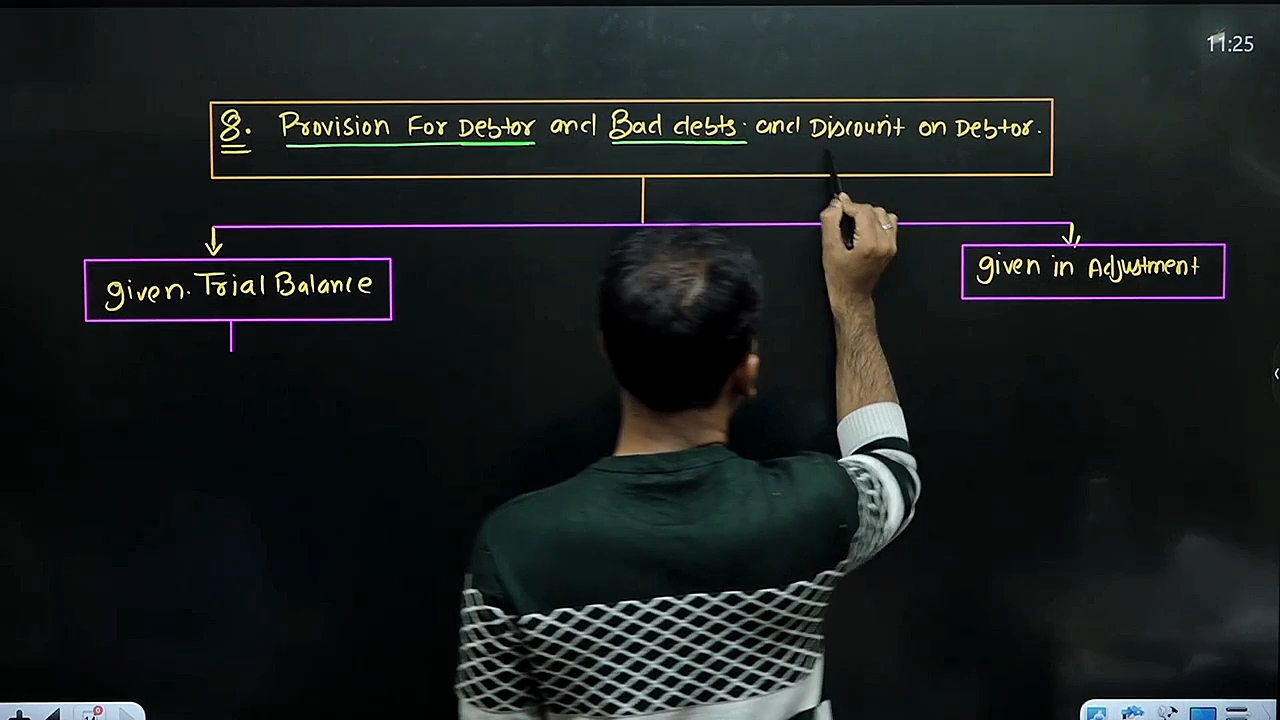 11:25
8. Provision For Debtor and Bad debts. and Discount on Debtor.
given. Trial Balance
given in Adjustment